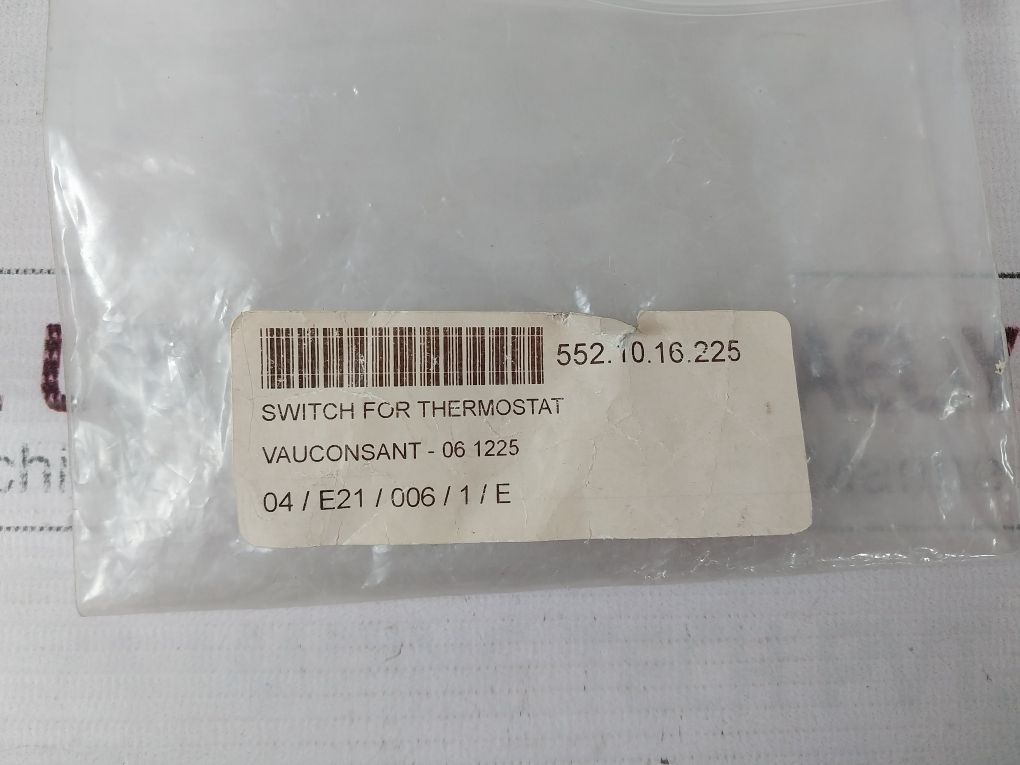 552.10.16.225
SWITCH FOR THERMOSTAT
VAUCONSANT - 06 1225
04 / E21 / 006 / 1 / E